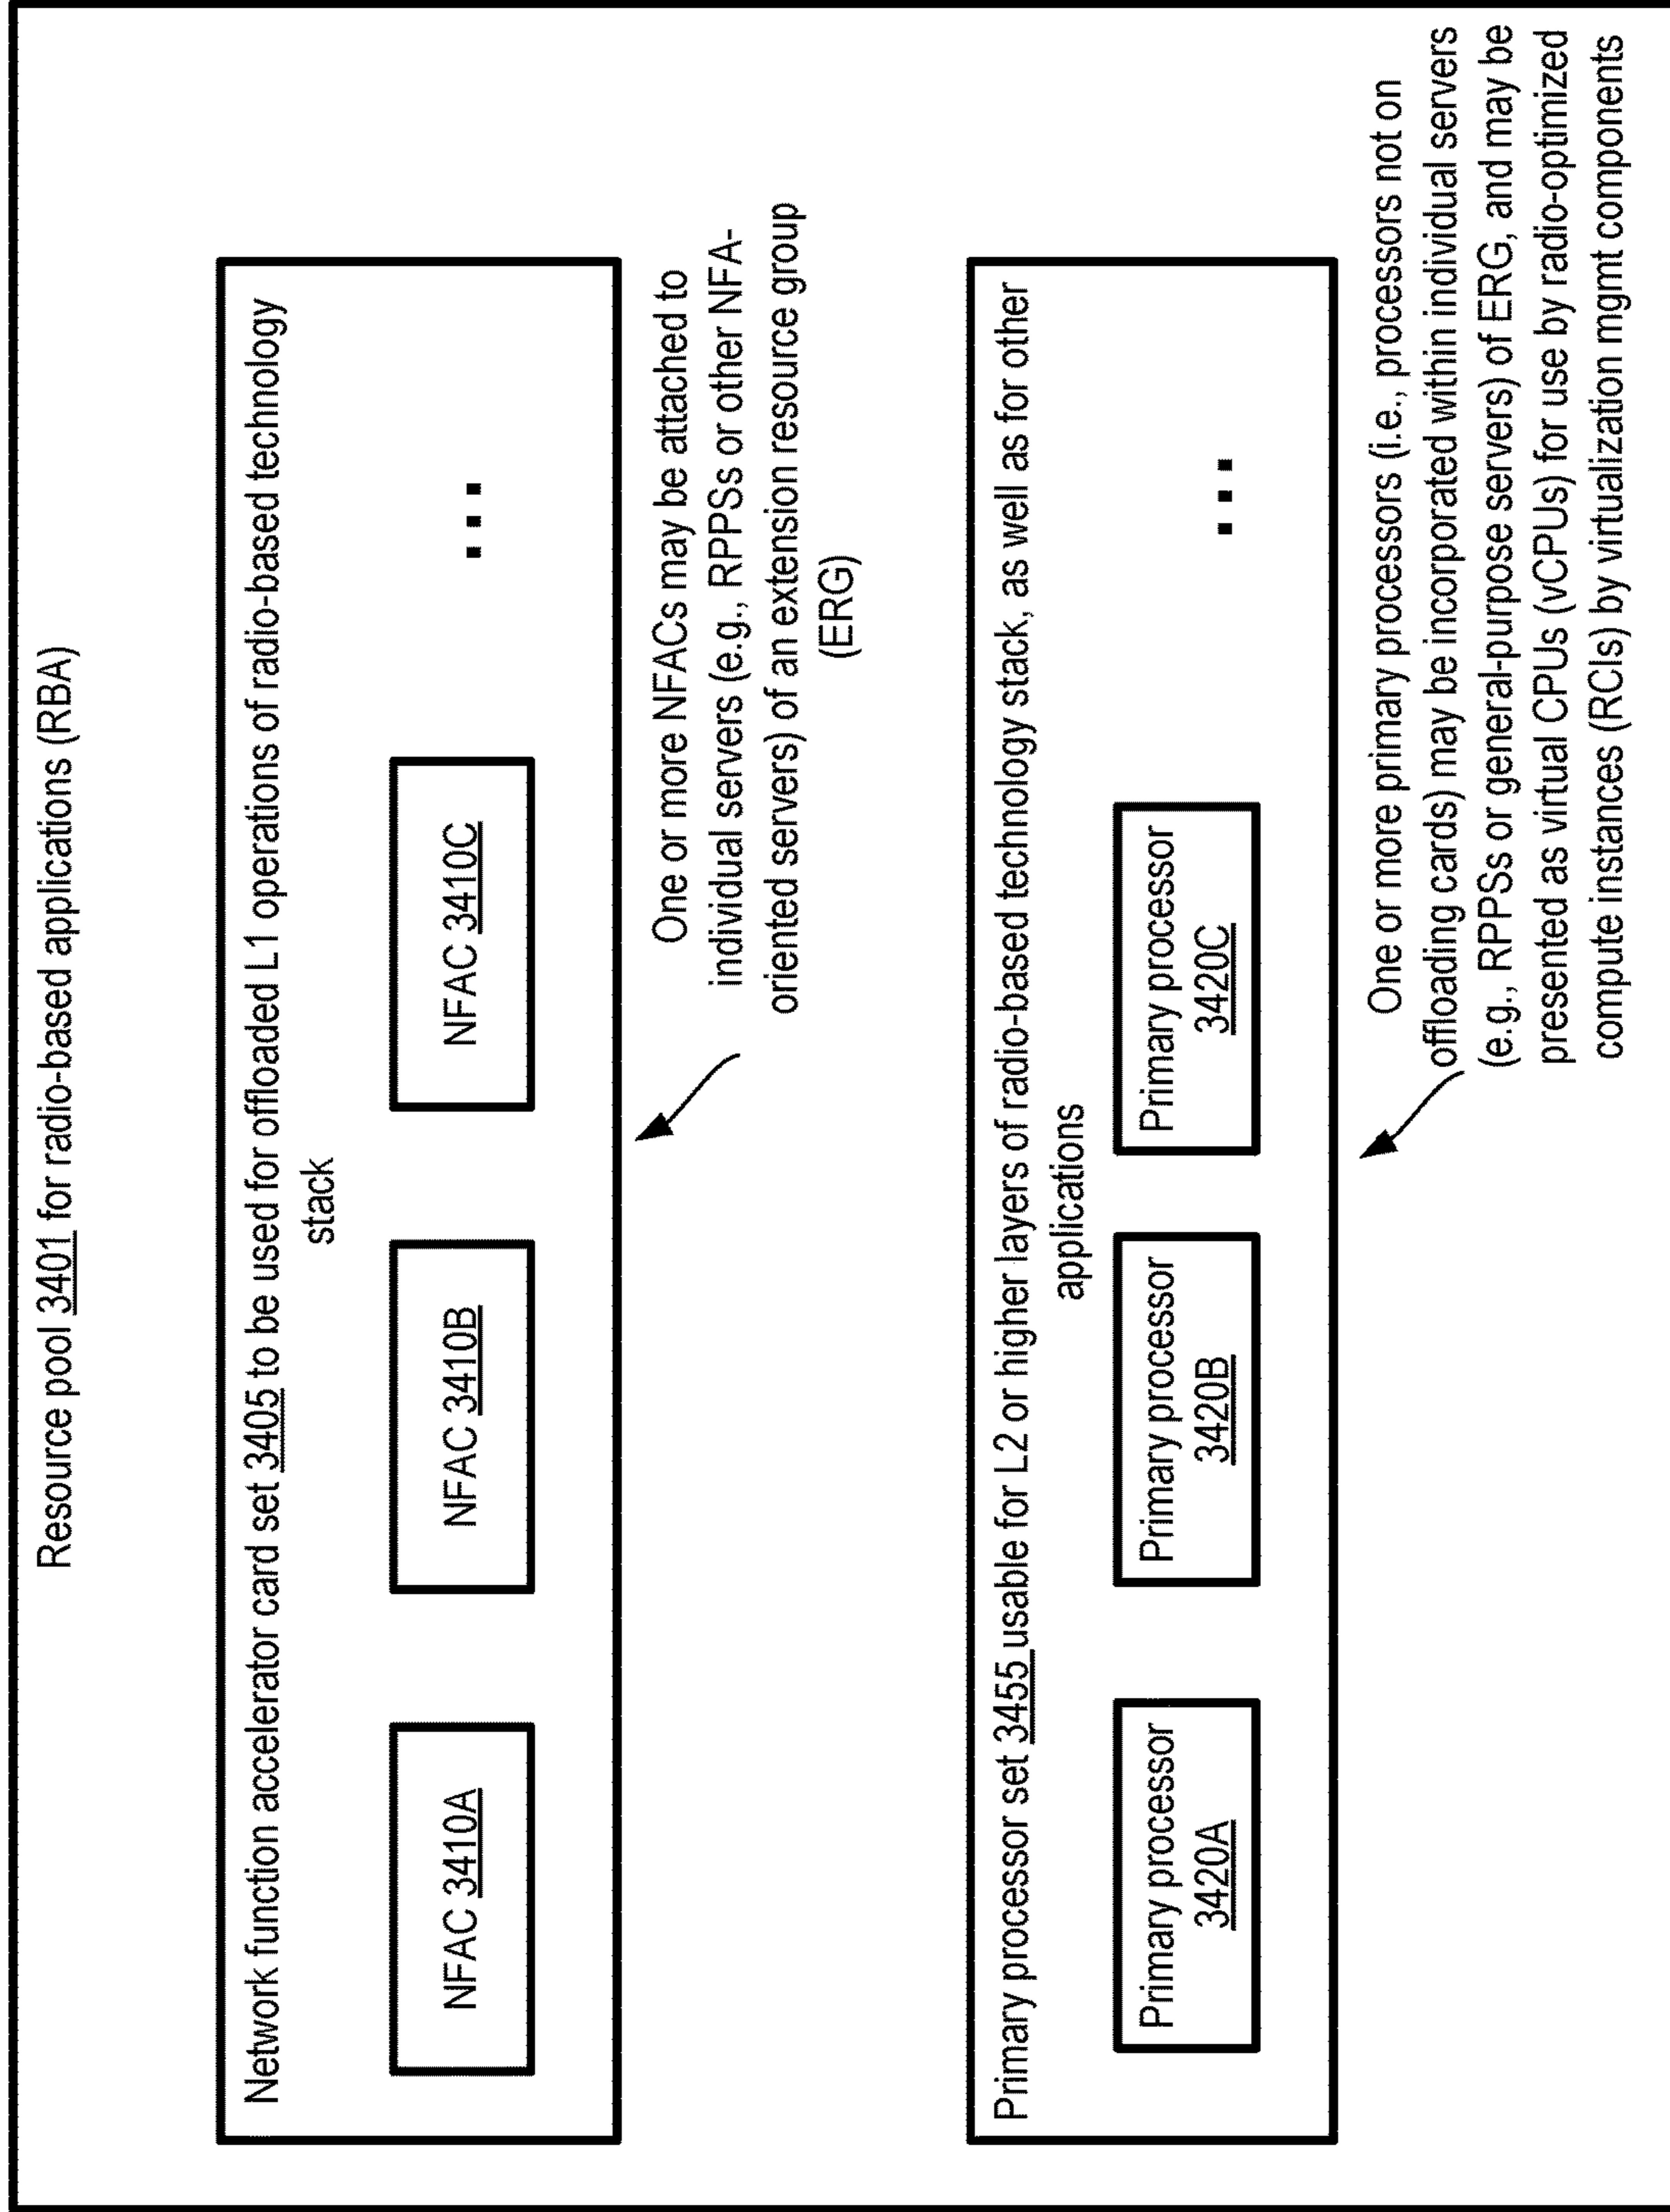 Resource pool 3401 for radio-based applications (RBA)
Network function accelerator card set 3405 to be used for offloaded L1 operations of radio-based technology
stack
NFAC 3410A
NFAC 3410B
NFAC 3410C
...
One or more NFACs may be attached to
individual servers (e.g., RPPSs or other NFA-
oriented servers) of an extension resource group
(ERG)
Primary processor set 3455 usable for L2 or higher layers of radio-based technology stack, as well as for other
applications
Primary processor
3420A
Primary processor
3420B
Primary processor
3420C
...
One or more primary processors (i.e., processors not on
offloading cards) may be incorporated within individual servers
(e.g., RPPSs or general-purpose servers) of ERG, and may be
presented as virtual CPUs (vCPUs) for use by radio-optimized
compute instances (RCIs) by virtualization mgmt components